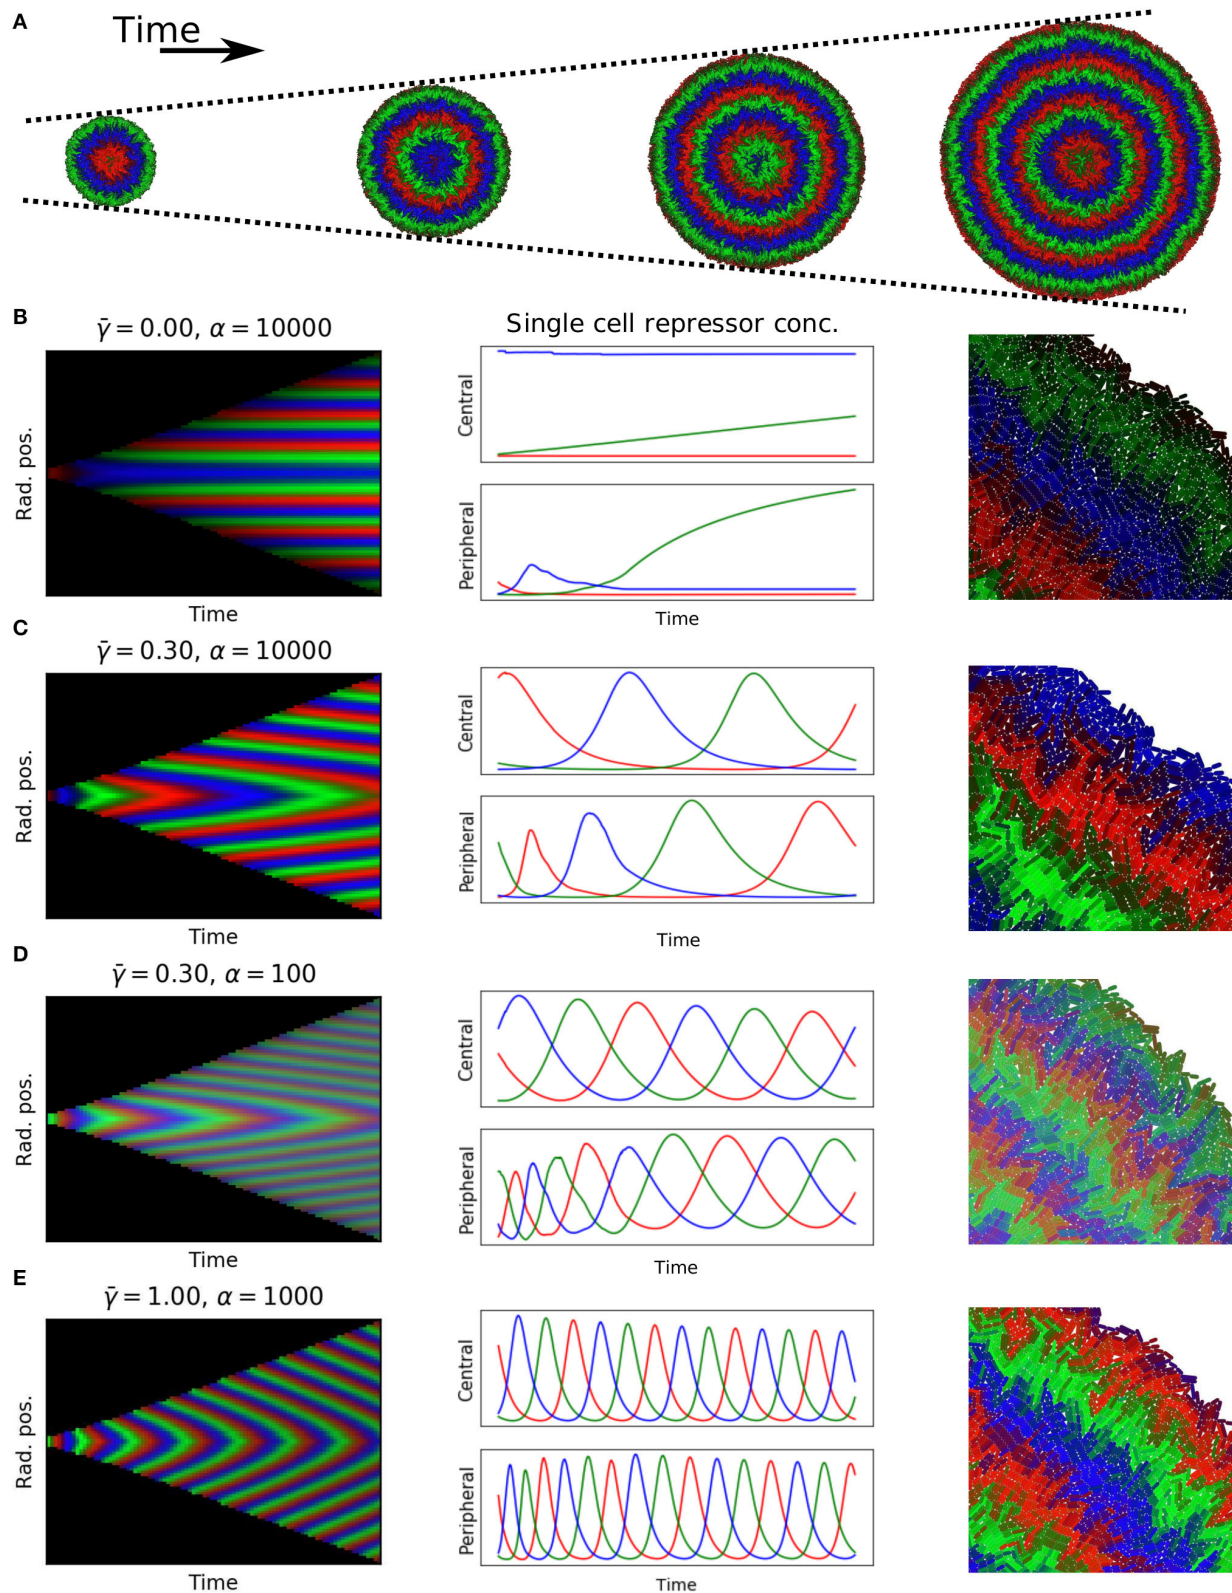 A
Time
B
γ̄ = 0.00, α = 10000
Single cell repressor conc.
Rad. pos.
Time
Central
Peripheral
Time
C
γ̄ = 0.30, α = 10000
Rad. pos.
Time
Central
Peripheral
Time
D
γ̄ = 0.30, α = 100
Rad. pos.
Time
Central
Peripheral
Time
E
γ̄ = 1.00, α = 1000
Rad. pos.
Time
Central
Peripheral
Time